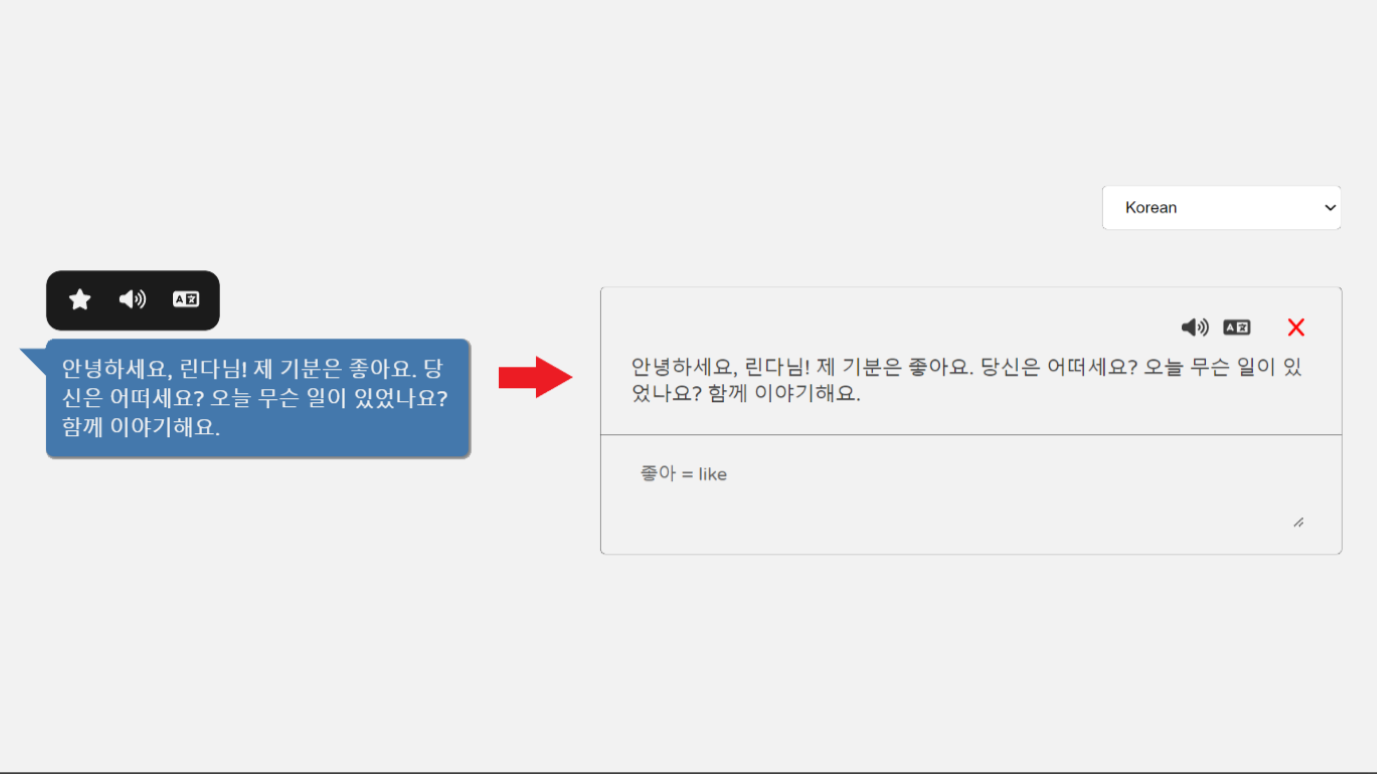 Korean
안녕하세요, 린다님! 제 기분은 좋아요. 당
신은 어떠세요? 오늘 무슨 일이 있었나요?
함께 이야기해요.
안녕하세요, 린다님! 제 기분은 좋아요. 당신은 어떠세요? 오늘 무슨 일이 있
었나요? 함께 이야기해요.
좋아 = like